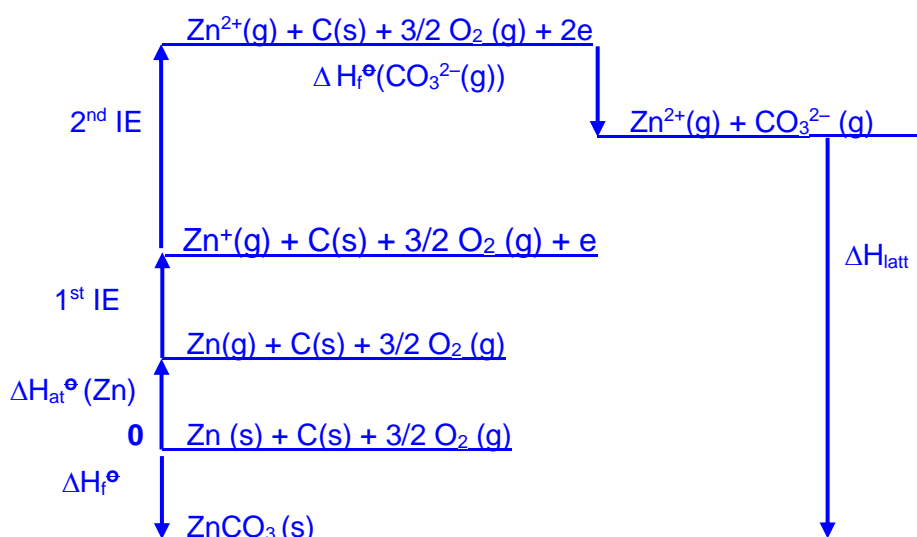 Zn²⁺(g) + C(s) + 3/2 O₂ (g) + 2e
Δ H_f^⊖(CO₃²⁻(g))
2ⁿᵈ IE
Zn²⁺(g) + CO₃²⁻ (g)
Zn⁺(g) + C(s) + 3/2 O₂ (g) + e
ΔH_latt
1ˢᵗ IE
Zn(g) + C(s) + 3/2 O₂ (g)
ΔH_at^⊖ (Zn)
0 Zn (s) + C(s) + 3/2 O₂ (g)
ΔH_f^⊖
ZnCO₃ (s)